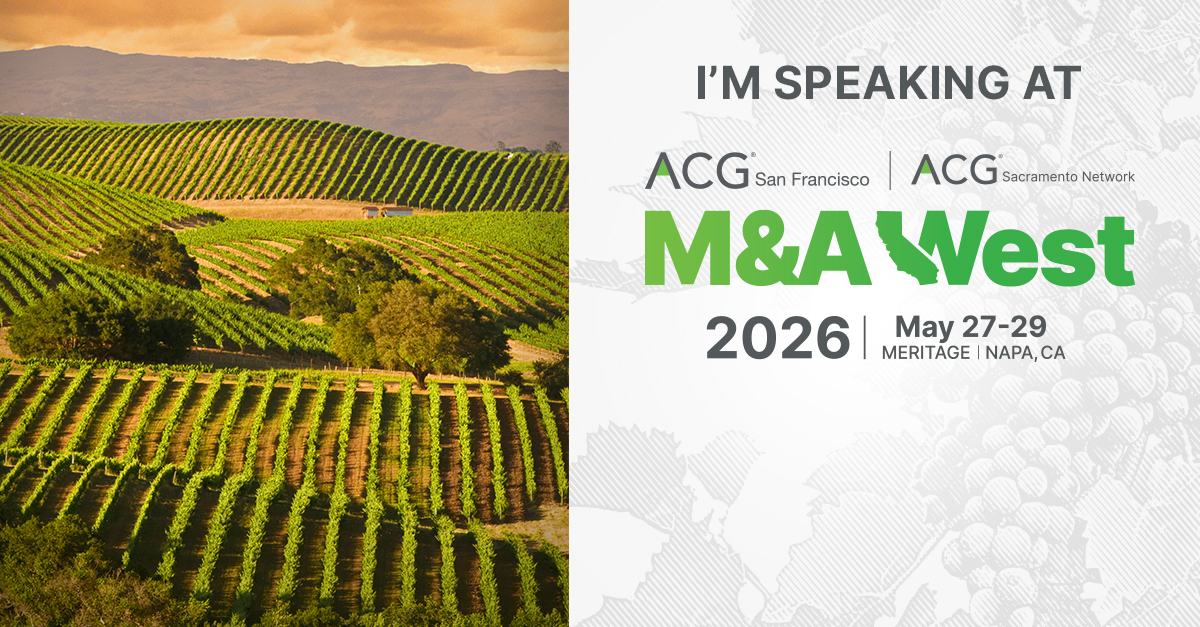 I'M SPEAKING AT
ACG® San Francisco | ACG® Sacramento Network
M&A West
2026 | May 27-29
MERITAGE | NAPA, CA